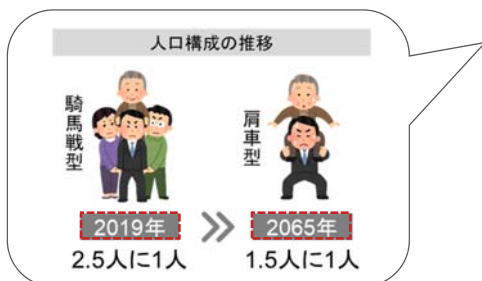 人口構成の推移
騎馬戦型
肩車型
2019年
2065年
2.5人に1人
1.5人に1人